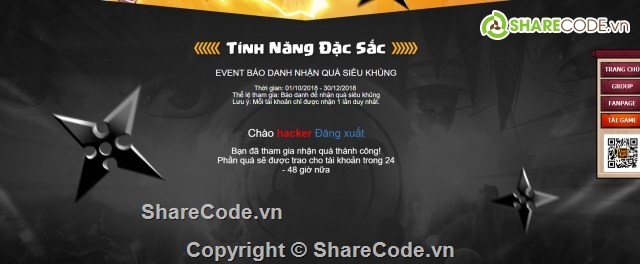 SHARECODE.vn
Tính Năng Đặc Sắc
EVENT BÁO DANH NHẬN QUÀ SIÊU KHỦNG
Thời gian: 01/10/2018 - 30/12/2018
Thể lệ tham gia: Báo danh để nhận quà siêu khủng
Lưu ý: Mỗi tài khoản chỉ được nhận 1 lần duy nhất.
TRANG CHỦ
GROUP
FANPAGE
TẢI GAME
Chào hacker Đăng xuất
Bạn đã tham gia nhận quà thành công!
Phần quà sẽ được trao cho tài khoản trong 24
- 48 giờ nữa
ShareCode.vn
Copyright © ShareCode.vn